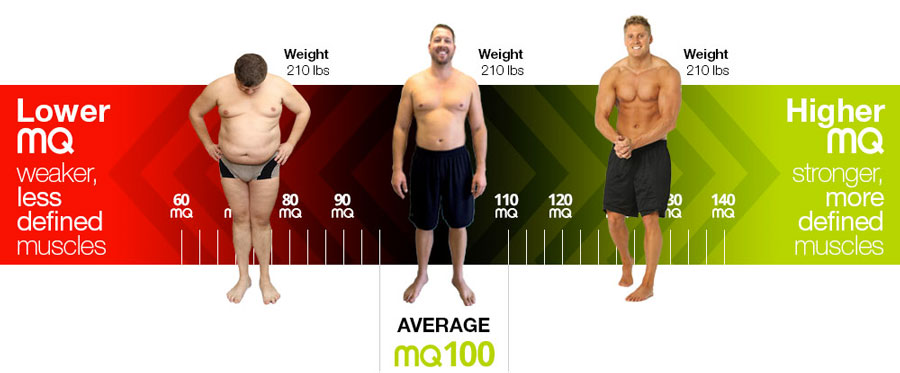 Weight
210 lbs
Weight
210 lbs
Weight
210 lbs
Lower
MQ
weaker,
less
defined
muscles
Higher
MQ
stronger,
more
defined
muscles
60
MQ
80
MQ
90
MQ
110
MQ
120
MQ
140
MQ
AVERAGE
MQ100